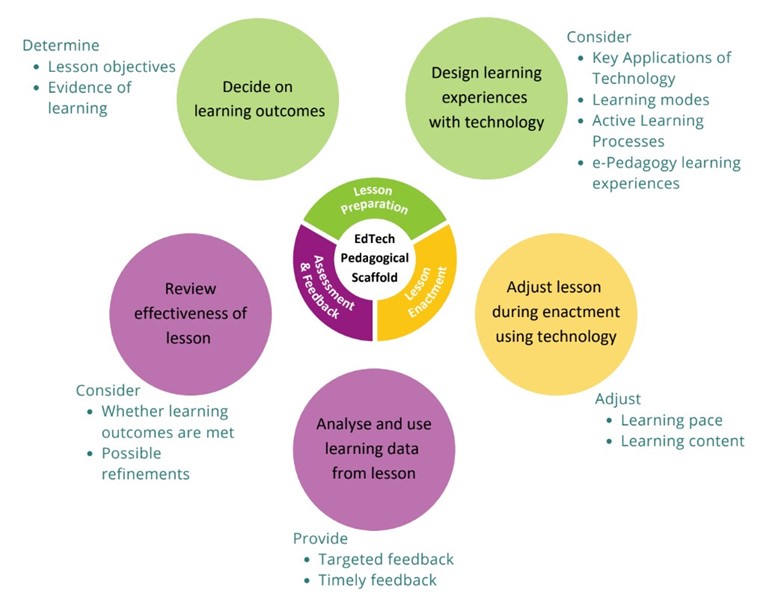 Determine
• Lesson objectives
• Evidence of
learning
Decide on
learning outcomes
Design learning
experiences
with technology
Consider
• Key Applications of
Technology
• Learning modes
• Active Learning
Processes
• e-Pedagogy learning
experiences
Lesson
Preparation
EdTech
Pedagogical
Scaffold
Assessment
& Feedback
Lesson
Enactment
Adjust lesson
during enactment
using technology
Adjust
• Learning pace
• Learning content
Analyse and use
learning data
from lesson
Provide
• Targeted feedback
• Timely feedback
Review
effectiveness of
lesson
Consider
• Whether learning
outcomes are met
• Possible
refinements